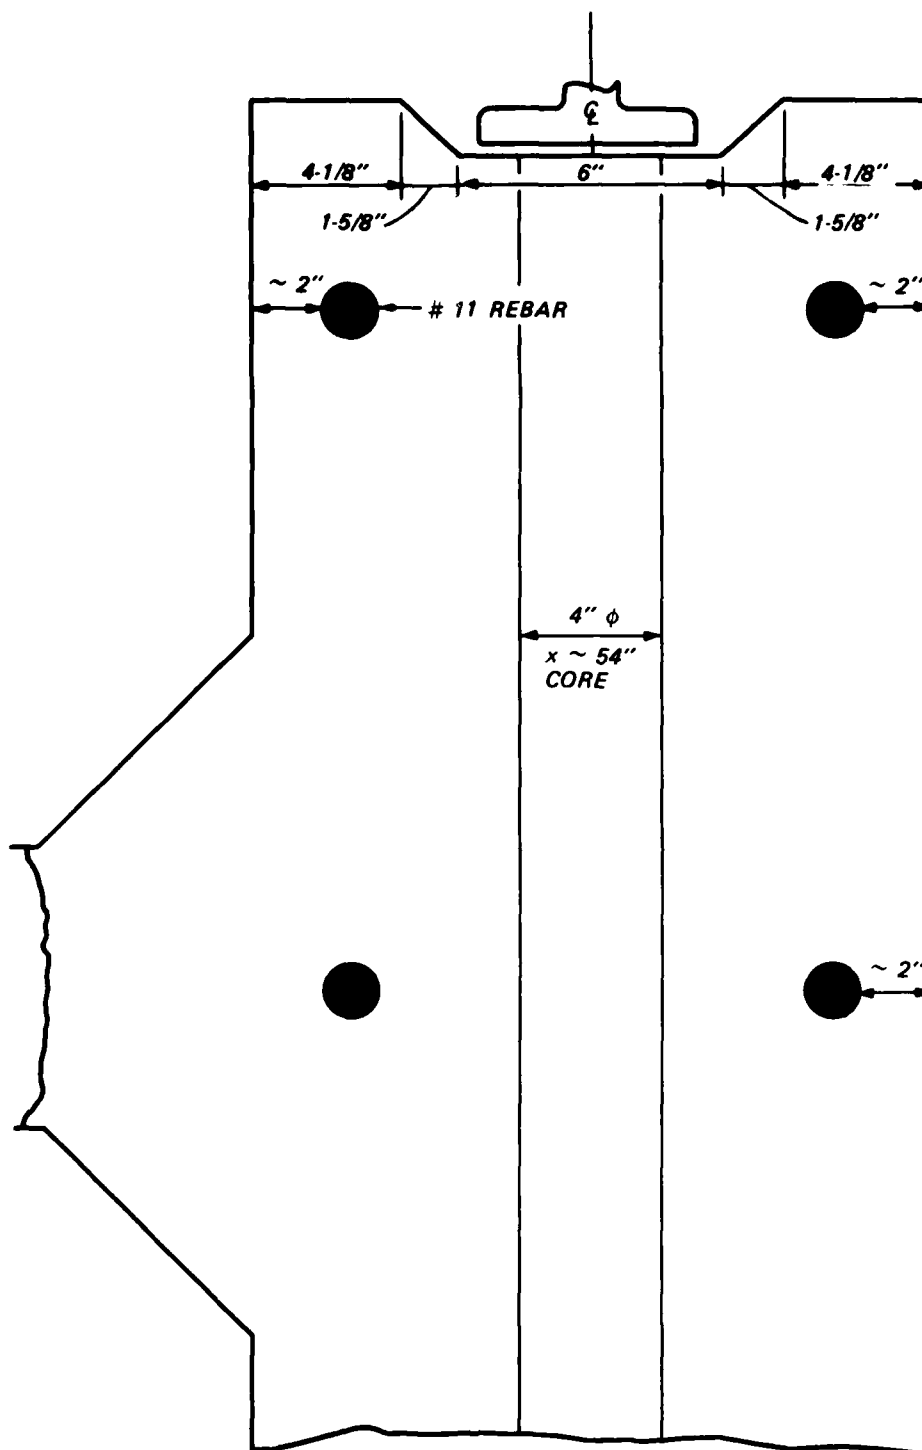 ℄
4-1/8" 6" 4-1/8"
1-5/8" 1-5/8"
~ 2" ~ 2"
# 11 REBAR
4" ϕ
x ~ 54"
CORE
~ 2"